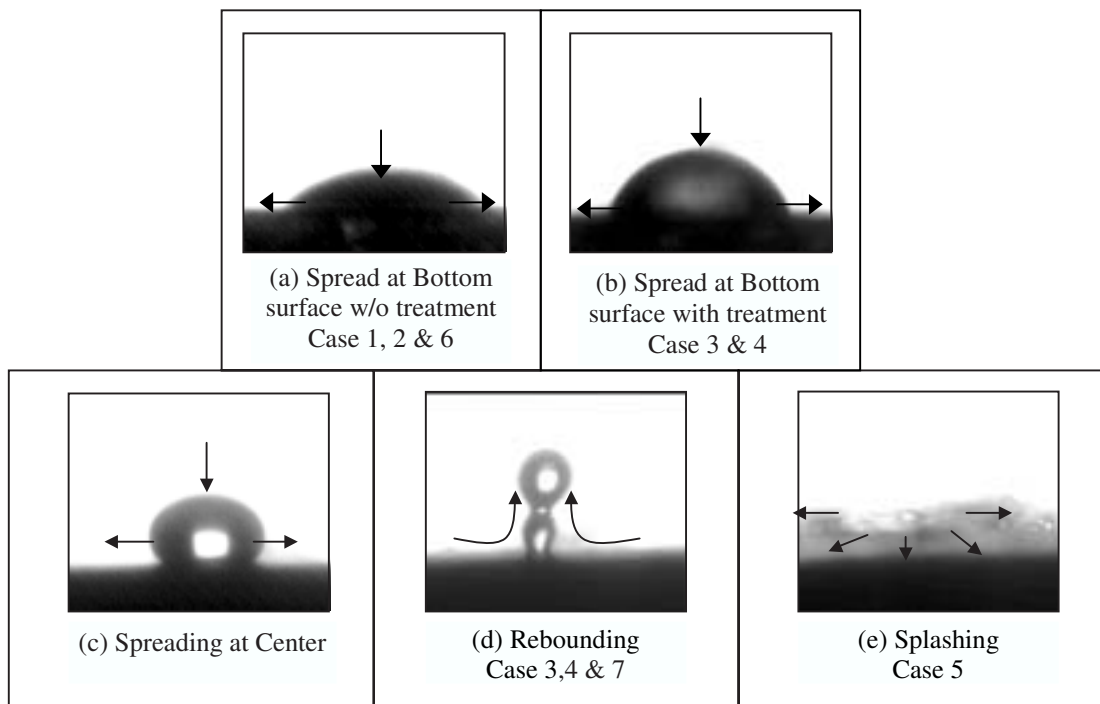 (a) Spread at Bottom
surface w/o treatment
Case 1, 2 & 6
(b) Spread at Bottom
surface with treatment
Case 3 & 4
(c) Spreading at Center
(d) Rebounding
Case 3,4 & 7
(e) Splashing
Case 5